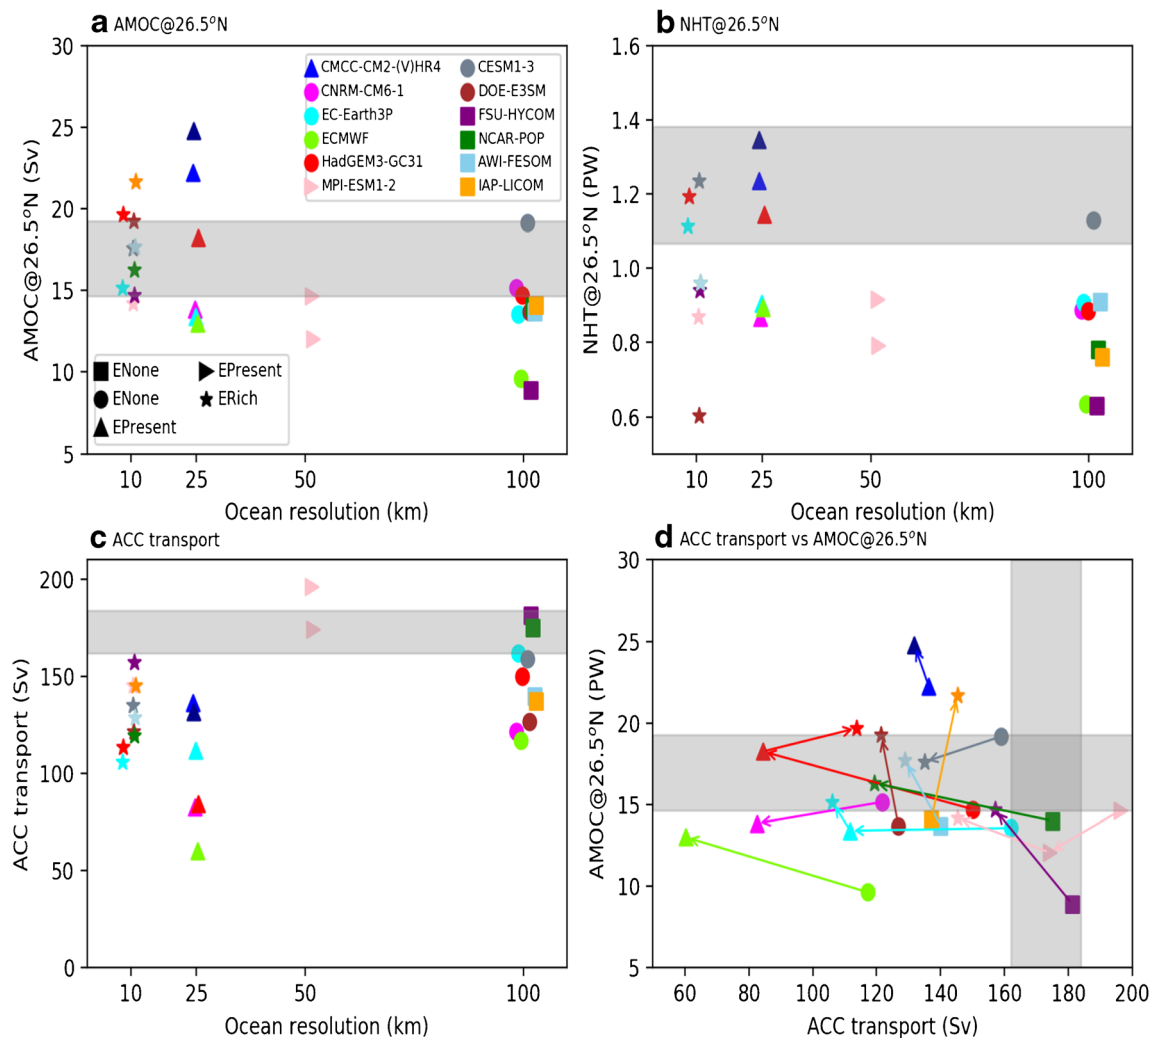 a AMOC@26.5°N
30
25
20
15
10
5
AMOC@26.5°N (Sv)
CMCC-CM2-(V)HR4
CNRM-CM6-1
EC-Earth3P
ECMWF
HadGEM3-GC31
MPI-ESM1-2
CESM1-3
DOE-E3SM
FSU-HYCOM
NCAR-POP
AWI-FESOM
IAP-LICOM
ENone
ENone
EPresent
EPresent
ERich
10 25 50 100
Ocean resolution (km)
b NHT@26.5°N
1.6
1.4
1.2
1.0
0.8
0.6
NHT@26.5°N (PW)
10 25 50 100
Ocean resolution (km)
c ACC transport
200
150
100
50
0
ACC transport (Sv)
10 25 50 100
Ocean resolution (km)
d ACC transport vs AMOC@26.5°N
30
25
20
15
10
5
AMOC@26.5°N (PW)
60 80 100 120 140 160 180 200
ACC transport (Sv)